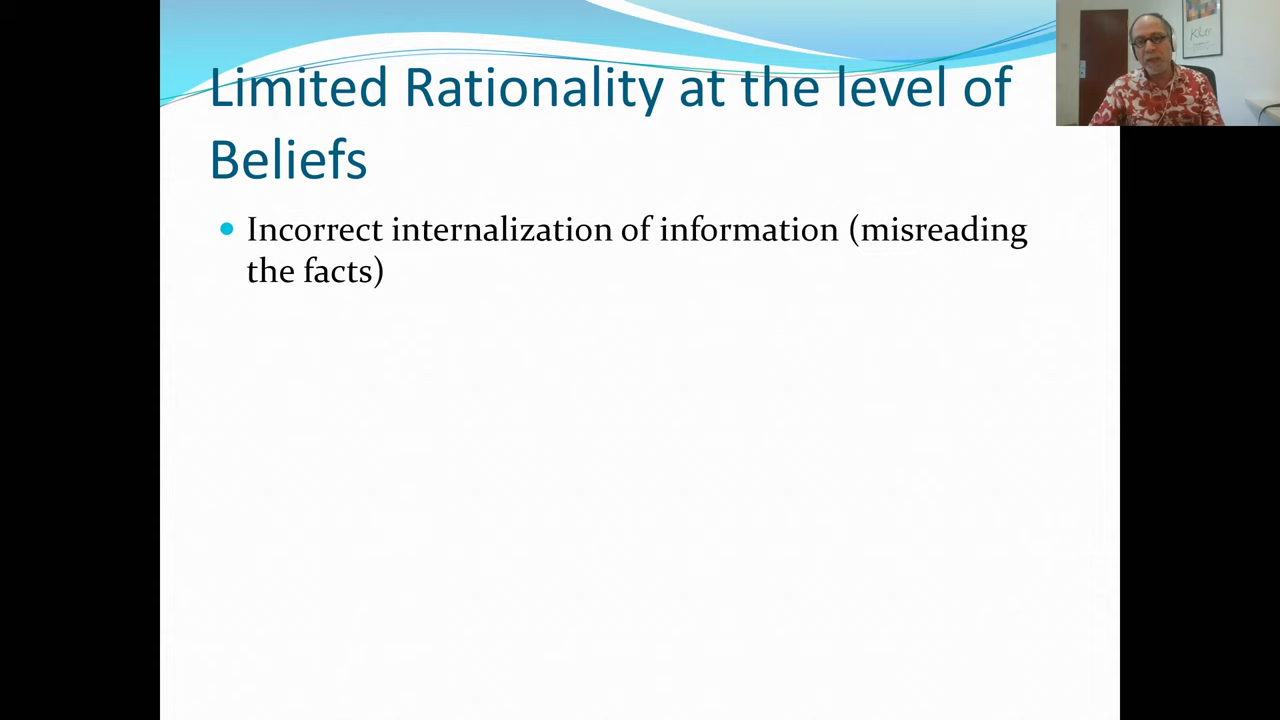 Limited Rationality at the level of
Beliefs
Incorrect internalization of information (misreading
the facts)